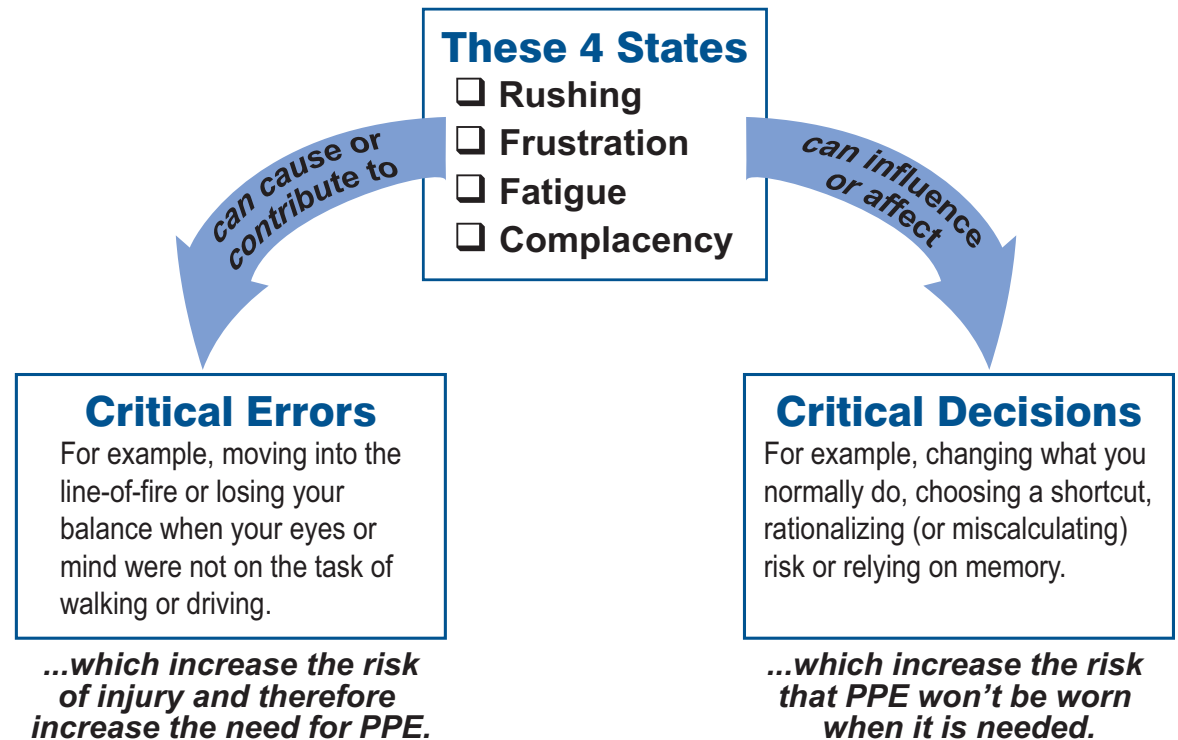 These 4 States
❑ Rushing
❑ Frustration
❑ Fatigue
❑ Complacency
can cause or
contribute to
can influence
or affect
Critical Errors
For example, moving into the
line-of-fire or losing your
balance when your eyes or
mind were not on the task of
walking or driving.
...which increase the risk
of injury and therefore
increase the need for PPE.
Critical Decisions
For example, changing what you
normally do, choosing a shortcut,
rationalizing (or miscalculating)
risk or relying on memory.
...which increase the risk
that PPE won’t be worn
when it is needed.